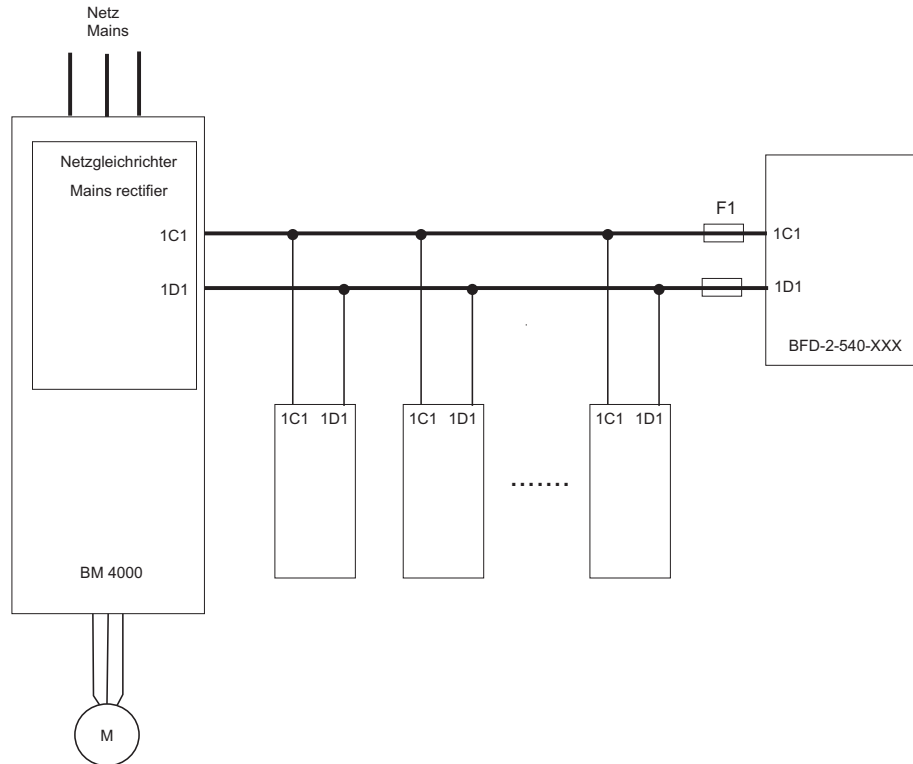 Netz
Mains
Netzgleichrichter
Mains rectifier
F1
1C1
1C1
1D1
1D1
BFD-2-540-XXX
1C1 1D1
1C1 1D1
1C1 1D1
.......
BM 4000
M